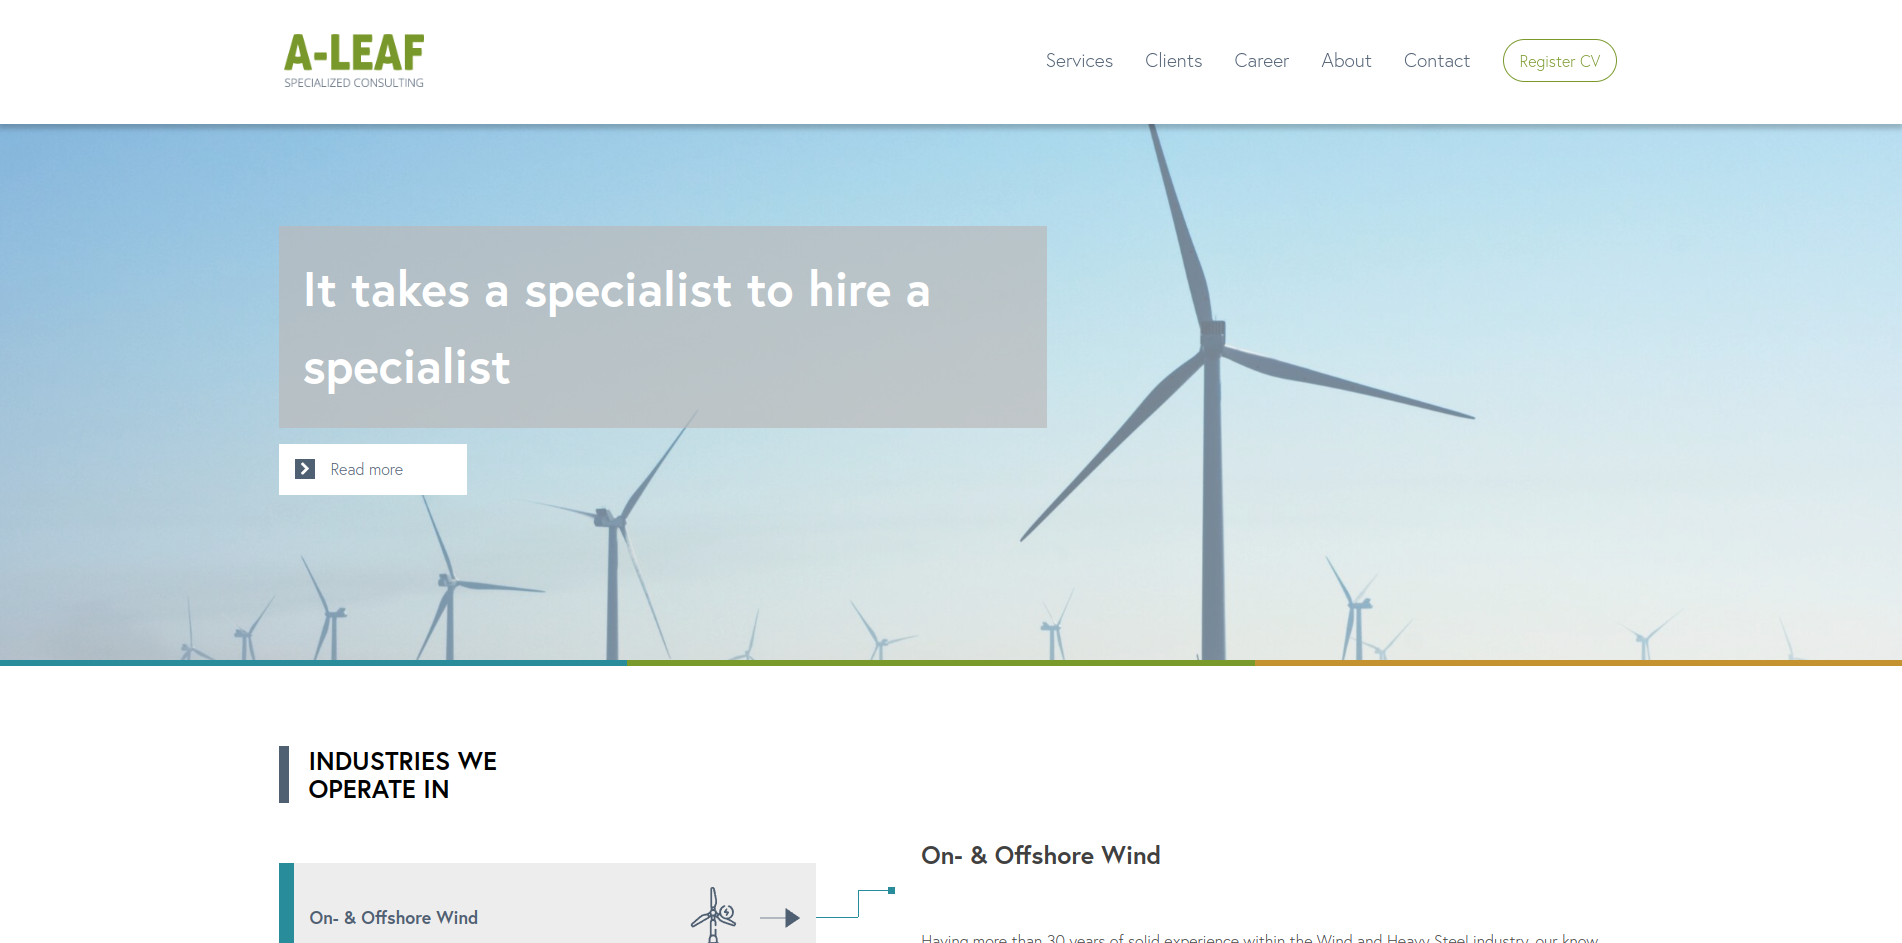 A-LEAF
SPECIALIZED CONSULTING
Services
Clients
Career
About
Contact
Register CV
It takes a specialist to hire a
specialist
Read more
INDUSTRIES WE
OPERATE IN
On- & Offshore Wind
On- & Offshore Wind
Having more than 30 years of solid experience within the Wind and Heavy Steel industry, our know